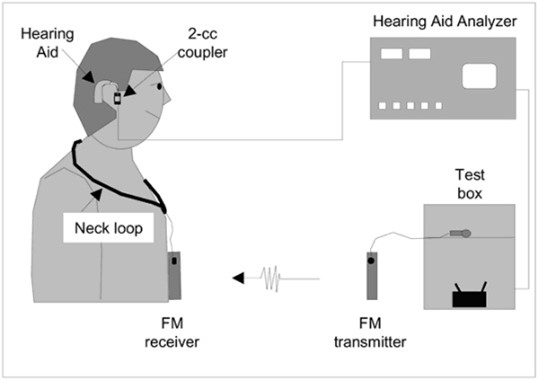 Hearing
Aid
2-cc
coupler
Hearing Aid Analyzer
Neck loop
Test
box
FM
receiver
FM
transmitter